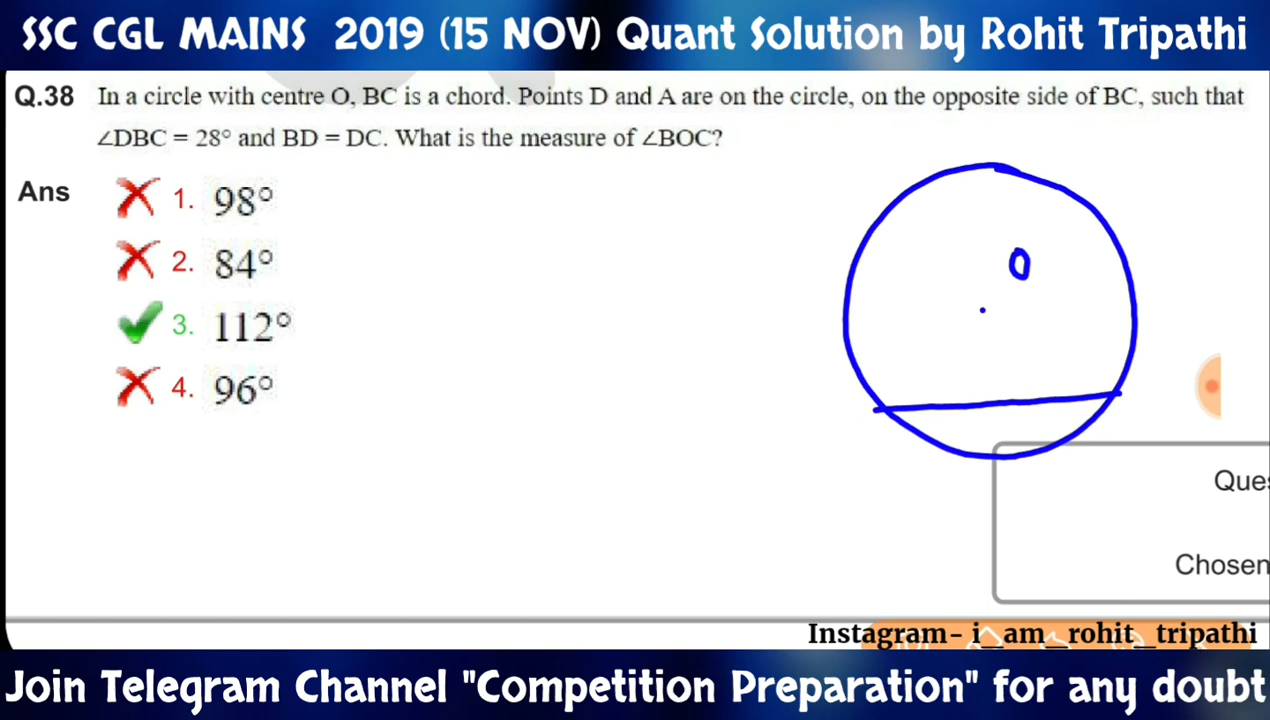 SSC CGL MAINS 2019 (15 NOV) Quant Solution by Rohit Tripathi
Q.38 In a circle with centre O, BC is a chord. Points D and A are on the circle, on the opposite side of BC, such that
∠DBC = 28° and BD = DC. What is the measure of ∠BOC?
Ans
1. 98°
2. 84°
3. 112°
4. 96°
O
Chosen
Instagram- i_am_rohit_tripathi
Join Telegram Channel "Competition Preparation" for any doubt